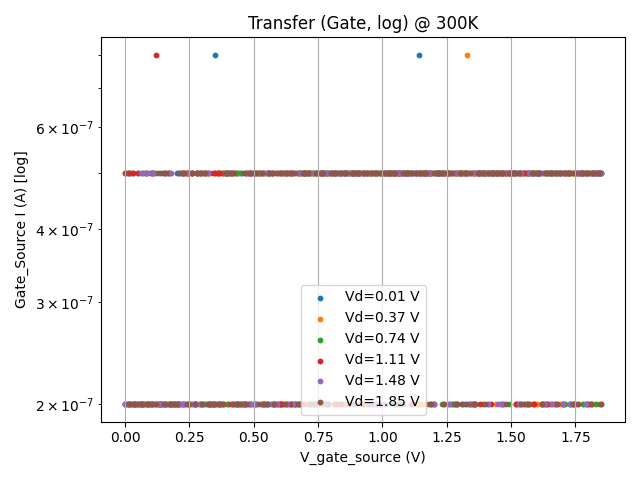 Transfer (Gate, log) @ 300K
Gate_Source I (A) [log]
6 × 10⁻⁷
4 × 10⁻⁷
3 × 10⁻⁷
2 × 10⁻⁷
Vd=0.01 V
Vd=0.37 V
Vd=0.74 V
Vd=1.11 V
Vd=1.48 V
Vd=1.85 V
0.00 0.25 0.50 0.75 1.00 1.25 1.50 1.75
V_gate_source (V)